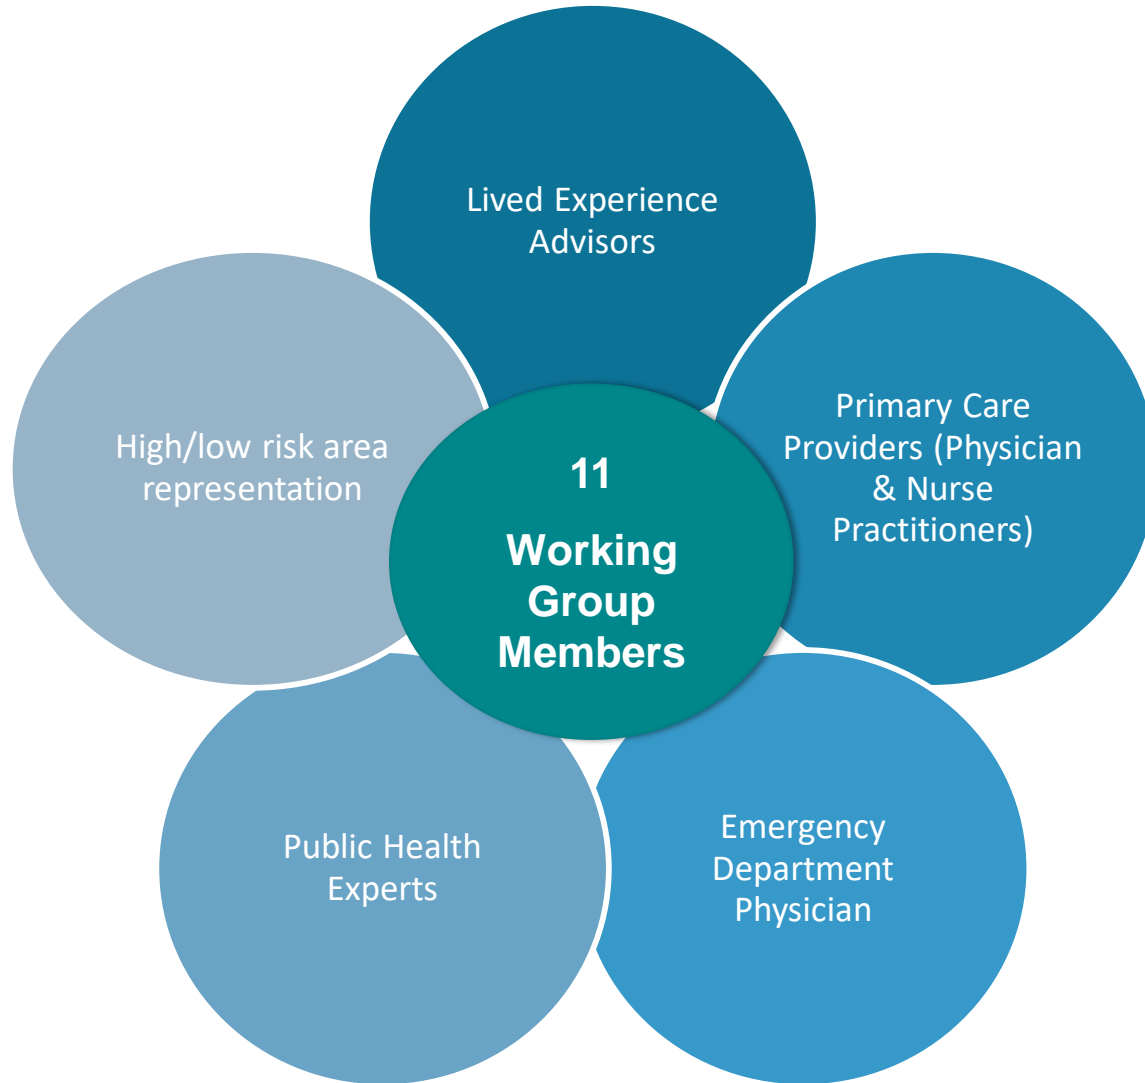 Lived Experience
Advisors
Primary Care
Providers (Physician
& Nurse
Practitioners)
Emergency
Department
Physician
Public Health
Experts
High/low risk area
representation
11
Working
Group
Members